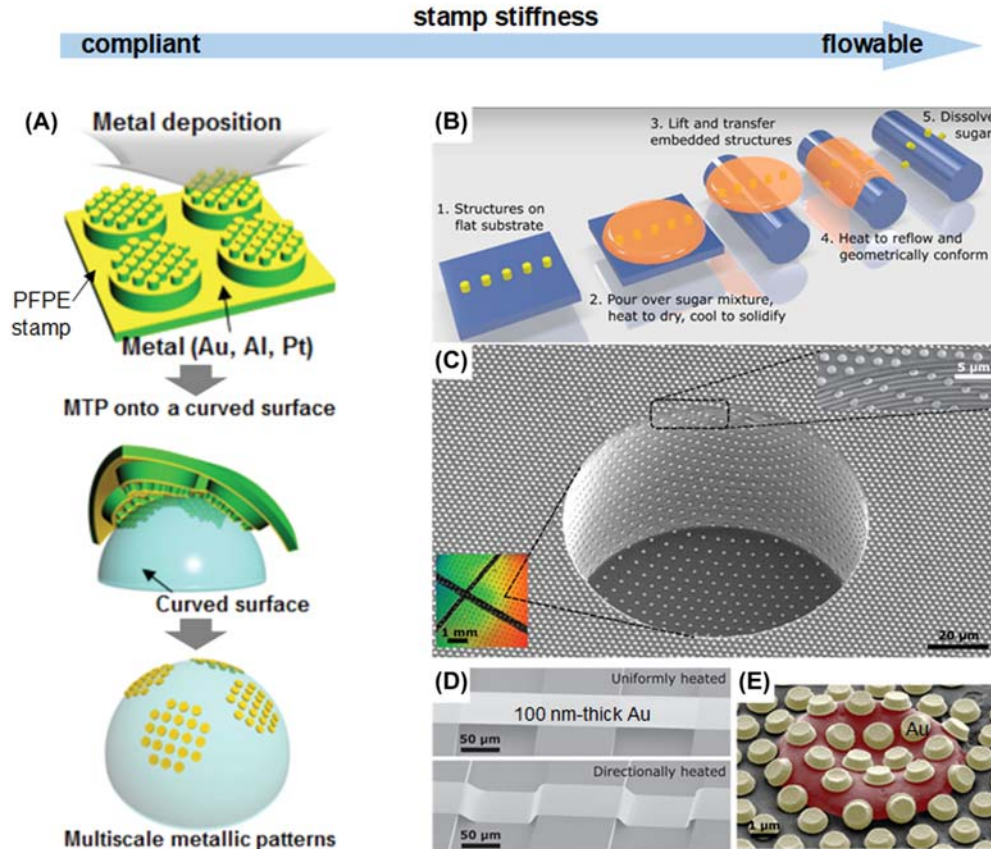 stamp stiffness
compliant
flowable
(A)
Metal deposition
PFPE
stamp
Metal (Au, Al, Pt)
MTP onto a curved surface
Curved surface
Multiscale metallic patterns
(B)
1. Structures on
flat substrate
2. Pour over sugar mixture,
heat to dry, cool to solidify
3. Lift and transfer
embedded structures
4. Heat to reflow and
geometrically conform
5. Dissolve
sugar
(C)
5 µm
1 mm
20 µm
(D)
Uniformly heated
100 nm-thick Au
50 µm
Directionally heated
50 µm
(E)
Au
1 µm